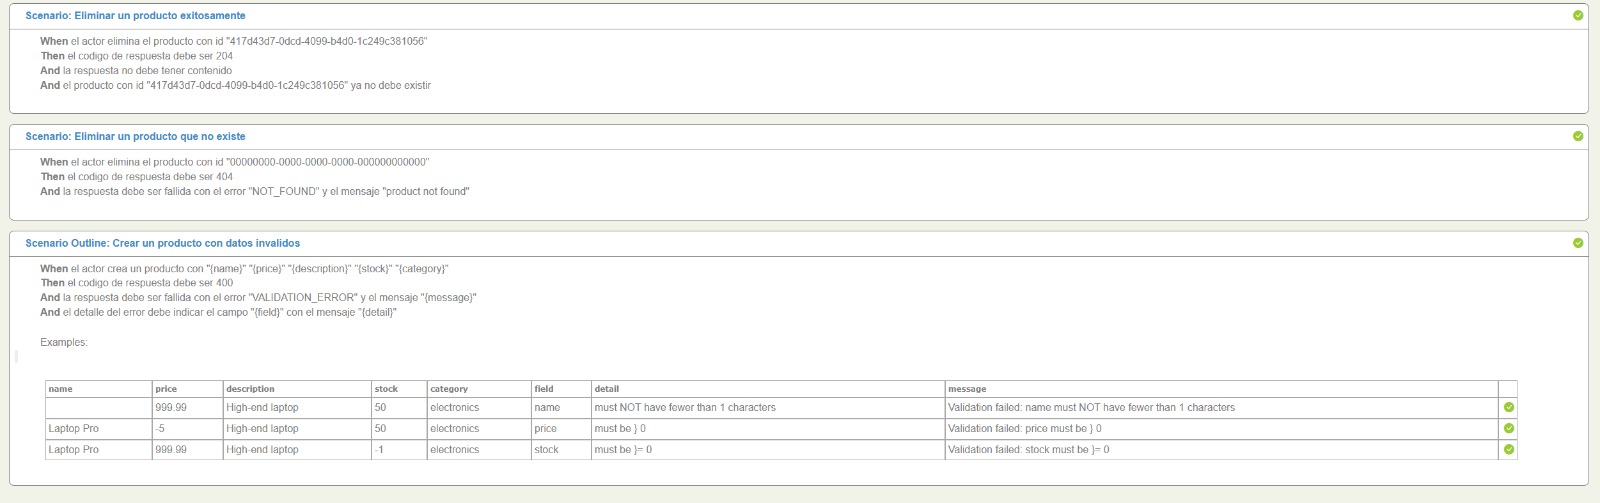 Scenario: Eliminar un producto exitosamente
When el actor elimina el producto con id "417d43d7-0dcd-4099-b4d0-1c249c381056"
Then el codigo de respuesta debe ser 204
And la respuesta no debe tener contenido
And el producto con id "417d43d7-0dcd-4099-b4d0-1c249c381056" ya no debe existir
Scenario: Eliminar un producto que no existe
When el actor elimina el producto con id "00000000-0000-0000-0000-000000000000"
Then el codigo de respuesta debe ser 404
And la respuesta debe ser fallida con el error "NOT_FOUND" y el mensaje "product not found"
Scenario Outline: Crear un producto con datos invalidos
When el actor crea un producto con "{name}" "{price}" "{description}" "{stock}" "{category}"
Then el codigo de respuesta debe ser 400
And la respuesta debe ser fallida con el error "VALIDATION_ERROR" y el mensaje "{message}"
And el detalle del error debe indicar el campo "{field}" con el mensaje "{detail}"
Examples:
name price description stock category field detail message
999.99 High-end laptop 50 electronics name must NOT have fewer than 1 characters Validation failed: name must NOT have fewer than 1 characters
Laptop Pro -5 High-end laptop 50 electronics price must be } 0 Validation failed: price must be } 0
Laptop Pro 999.99 High-end laptop -1 electronics stock must be }= 0 Validation failed: stock must be }= 0